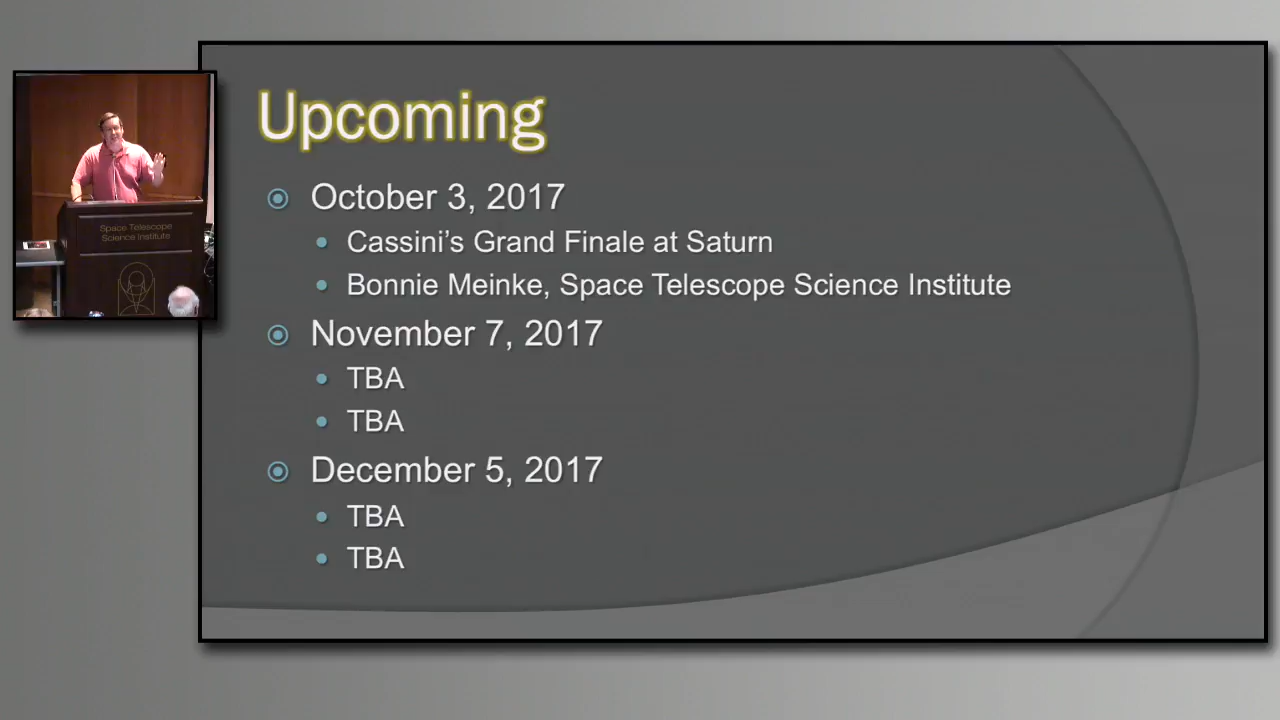 Upcoming
October 3, 2017
Cassini’s Grand Finale at Saturn
Bonnie Meinke, Space Telescope Science Institute
November 7, 2017
TBA
TBA
December 5, 2017
TBA
TBA
Space Telescope
Science Institute